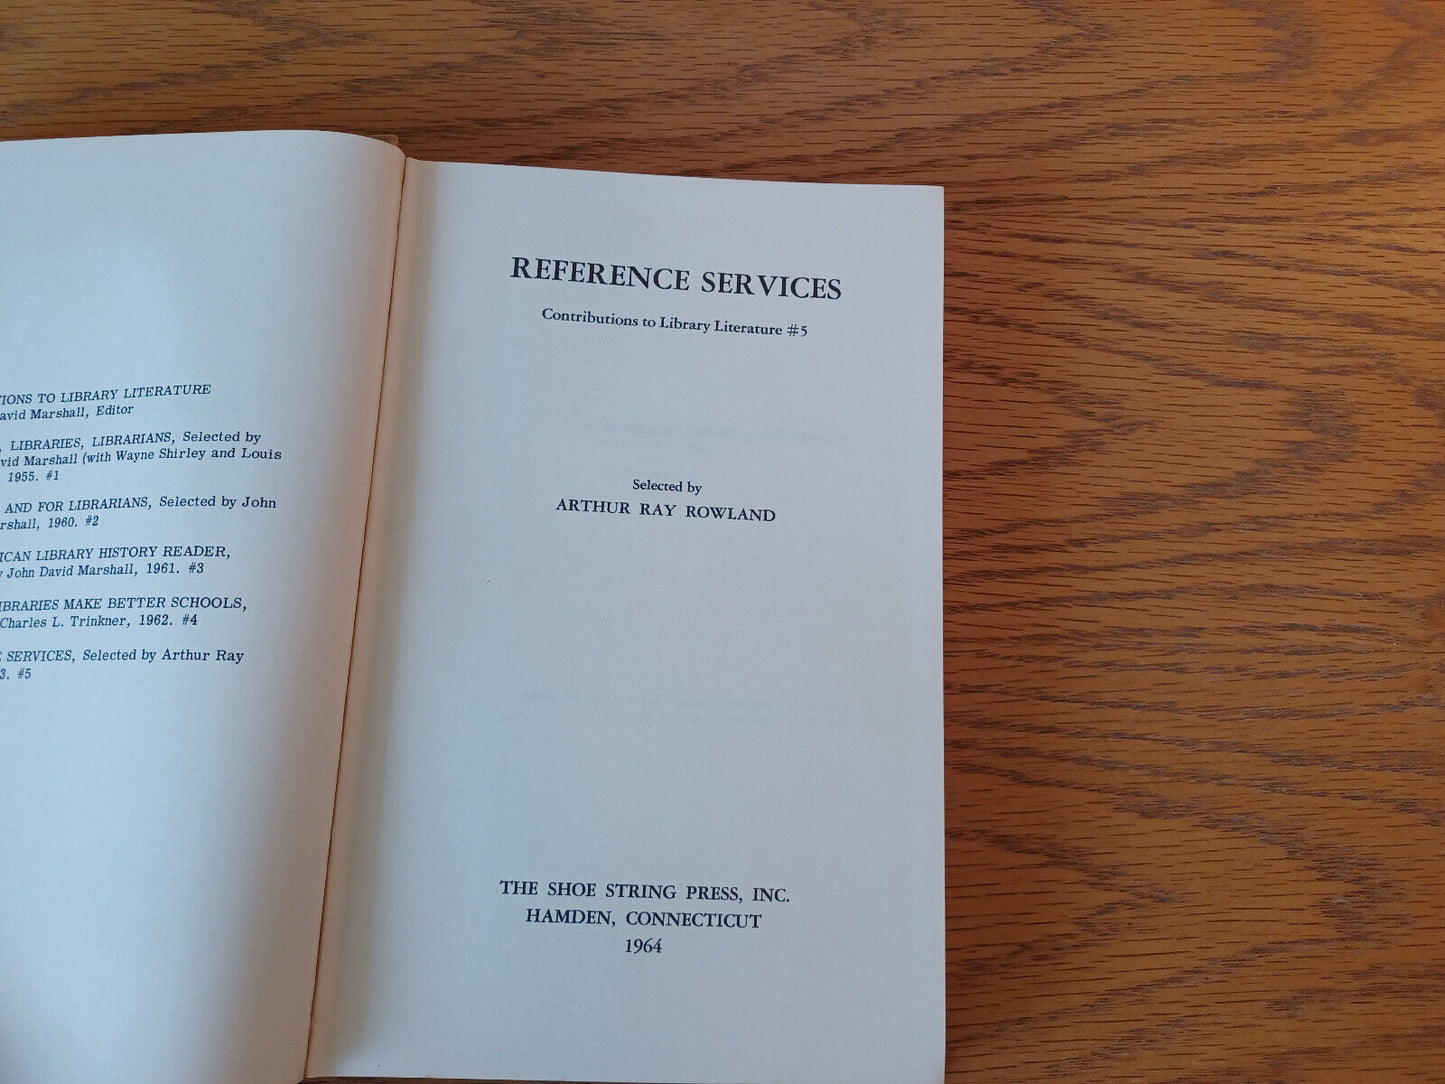 TIONS TO LIBRARY LITERATURE
avid Marshall, Editor
, LIBRARIES, LIBRARIANS, Selected by
vid Marshall (with Wayne Shirley and Louis
1955. #1
AND FOR LIBRARIANS, Selected by John
rshall, 1960. #2
ICAN LIBRARY HISTORY READER,
y John David Marshall, 1961. #3
IBRARIES MAKE BETTER SCHOOLS,
Charles L. Trinkner, 1962. #4
E SERVICES, Selected by Arthur Ray
3. #5
REFERENCE SERVICES
Contributions to Library Literature #5
Selected by
ARTHUR RAY ROWLAND
THE SHOE STRING PRESS, INC.
HAMDEN, CONNECTICUT
1964